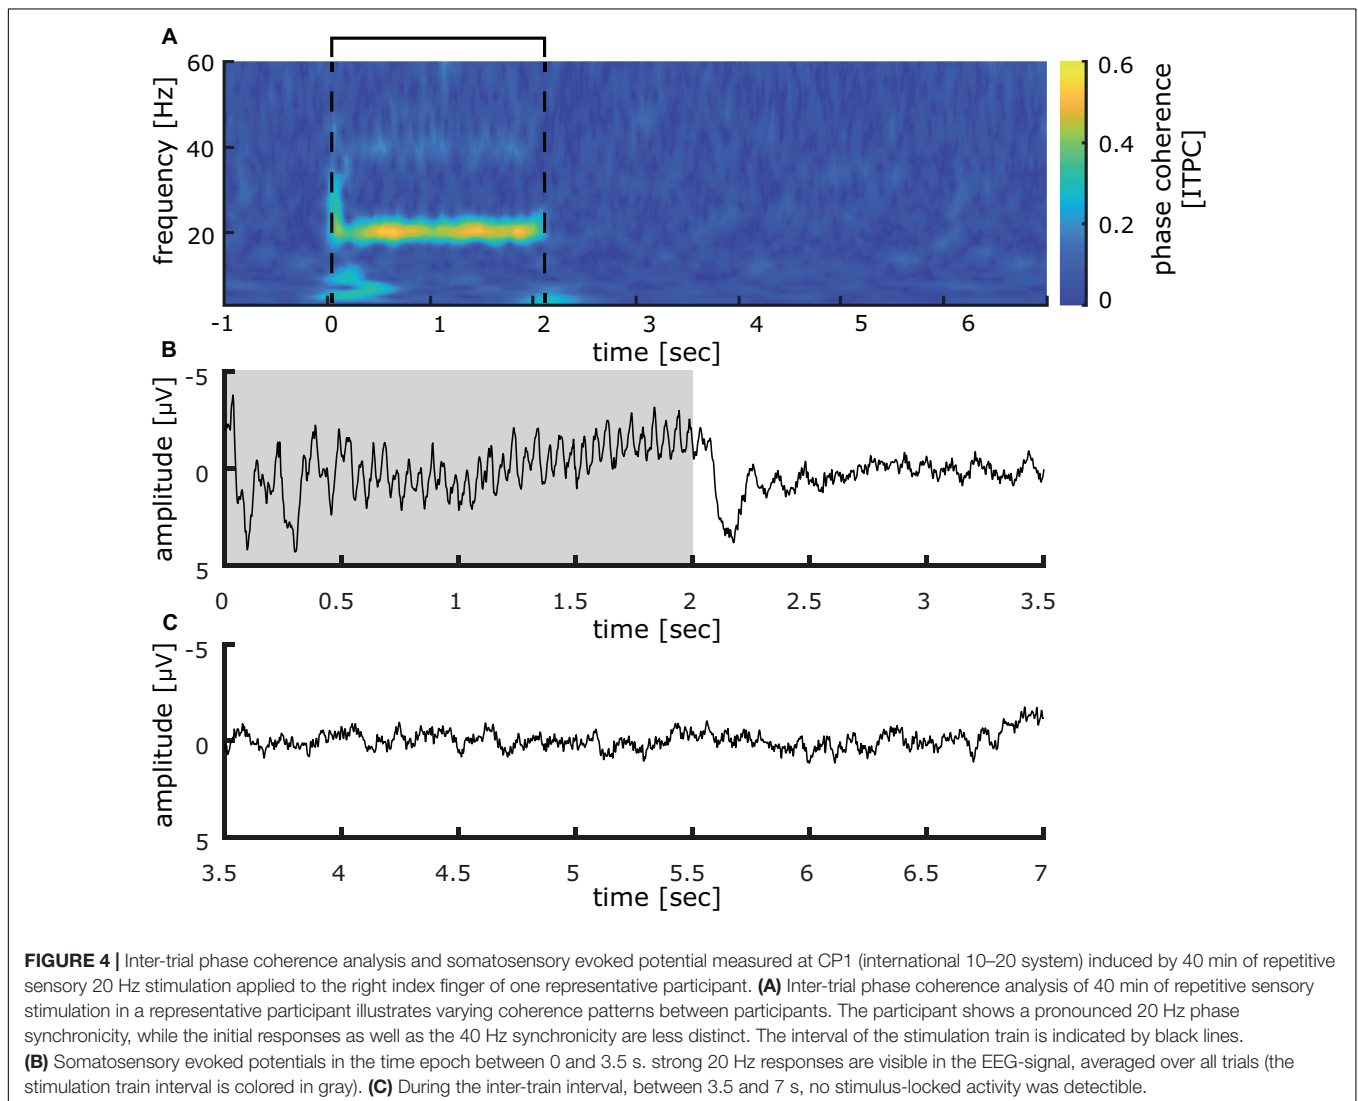 A
60
40
20
frequency [Hz]
-1 0 1 2 3 4 5 6
time [sec]
0.6
0.4
0.2
0
phase coherence
[ITPC]
B
-5
0
5
amplitude [µV]
0 0.5 1 1.5 2 2.5 3 3.5
time [sec]
C
-5
0
5
amplitude [µV]
3.5 4 4.5 5 5.5 6 6.5 7
time [sec]
FIGURE 4 | Inter-trial phase coherence analysis and somatosensory evoked potential measured at CP1 (international 10–20 system) induced by 40 min of repetitive
sensory 20 Hz stimulation applied to the right index finger of one representative participant. (A) Inter-trial phase coherence analysis of 40 min of repetitive sensory
stimulation in a representative participant illustrates varying coherence patterns between participants. The participant shows a pronounced 20 Hz phase
synchronicity, while the initial responses as well as the 40 Hz synchronicity are less distinct. The interval of the stimulation train is indicated by black lines.
(B) Somatosensory evoked potentials in the time epoch between 0 and 3.5 s. strong 20 Hz responses are visible in the EEG-signal, averaged over all trials (the
stimulation train interval is colored in gray). (C) During the inter-train interval, between 3.5 and 7 s, no stimulus-locked activity was detectible.